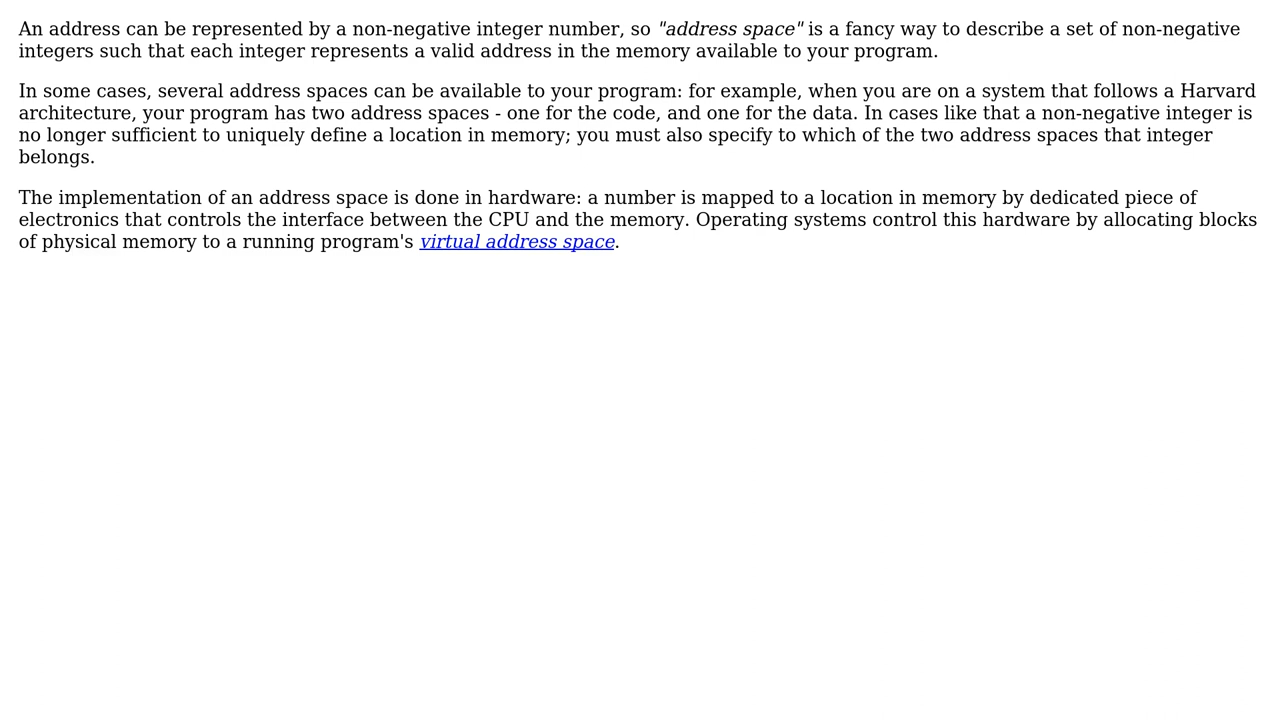 An address can be represented by a non-negative integer number, so "address space" is a fancy way to describe a set of non-negative
integers such that each integer represents a valid address in the memory available to your program.
In some cases, several address spaces can be available to your program: for example, when you are on a system that follows a Harvard
architecture, your program has two address spaces - one for the code, and one for the data. In cases like that a non-negative integer is
no longer sufficient to uniquely define a location in memory; you must also specify to which of the two address spaces that integer
belongs.
The implementation of an address space is done in hardware: a number is mapped to a location in memory by dedicated piece of
electronics that controls the interface between the CPU and the memory. Operating systems control this hardware by allocating blocks
of physical memory to a running program's virtual address space.